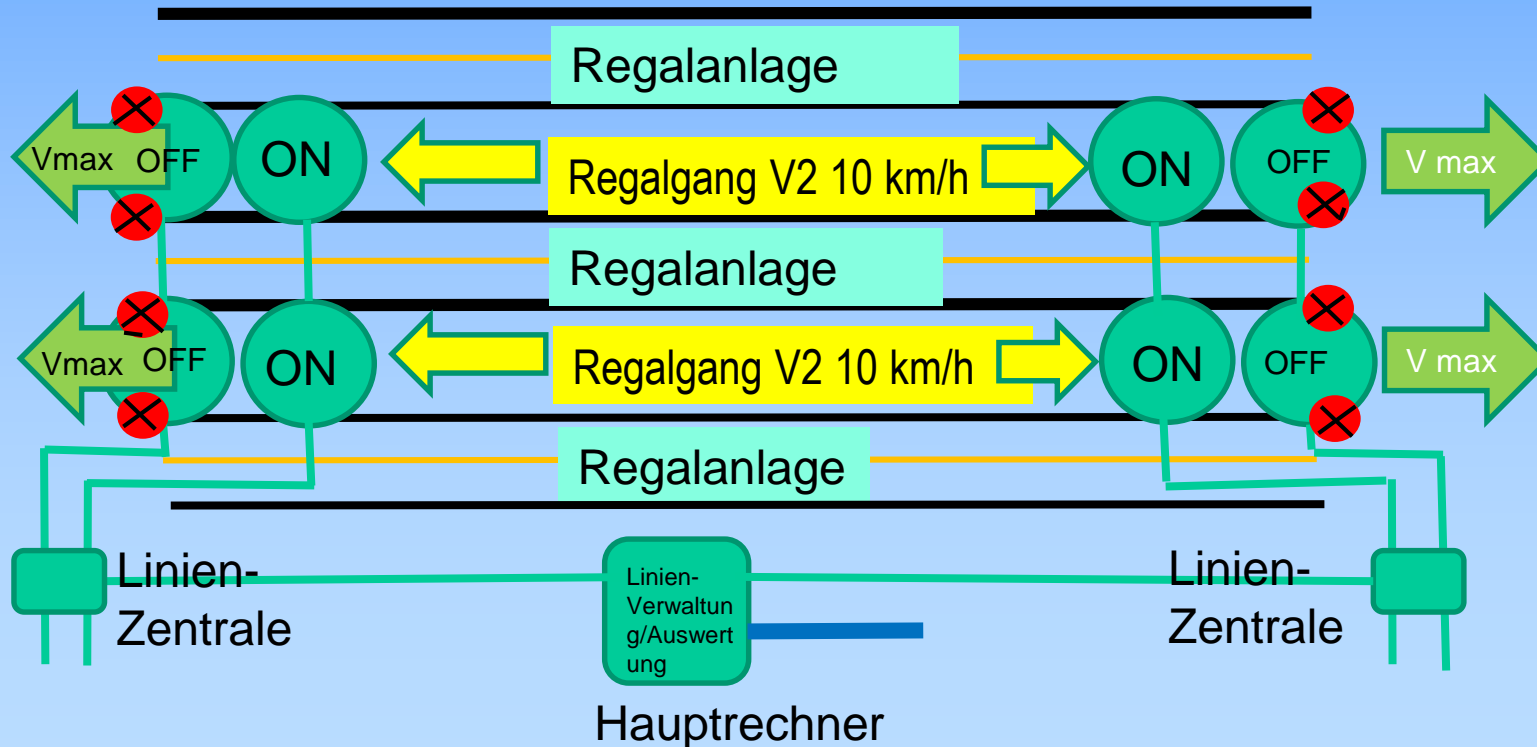 Regalanlage
Vmax OFF ON Regalgang V2 10 km/h ON OFF V max
Regalanlage
Vmax OFF ON Regalgang V2 10 km/h ON OFF V max
Regalanlage
Linien-
Zentrale
Linien-
Verwaltun
g/Auswert
ung
Linien-
Zentrale
Hauptrechner